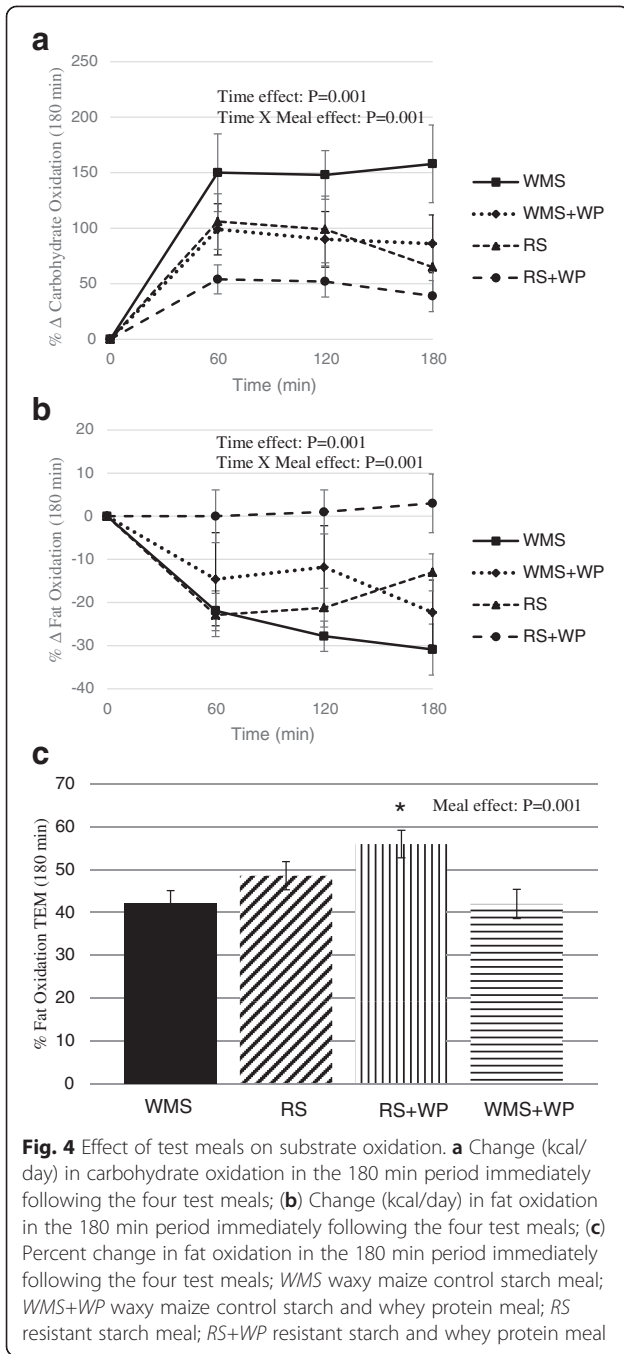 a
250
200
150
100
50
0
% Δ Carbohydrate Oxidation (180 min)
Time effect: P=0.001
Time X Meal effect: P=0.001
WMS
WMS+WP
RS
RS+WP
0 60 120 180
Time (min)
b
20
10
0
-10
-20
-30
-40
% Δ Fat Oxidation (180 min)
Time effect: P=0.001
Time X Meal effect: P=0.001
WMS
WMS+WP
RS
RS+WP
0 60 120 180
Time (min)
c
70
60
50
40
30
20
10
0
% Fat Oxidation TEM (180 min)
* Meal effect: P=0.001
WMS RS RS+WP WMS+WP
Fig. 4 Effect of test meals on substrate oxidation. a Change (kcal/
day) in carbohydrate oxidation in the 180 min period immediately
following the four test meals; (b) Change (kcal/day) in fat oxidation
in the 180 min period immediately following the four test meals; (c)
Percent change in fat oxidation in the 180 min period immediately
following the four test meals; WMS waxy maize control starch meal;
WMS+WP waxy maize control starch and whey protein meal; RS
resistant starch meal; RS+WP resistant starch and whey protein meal